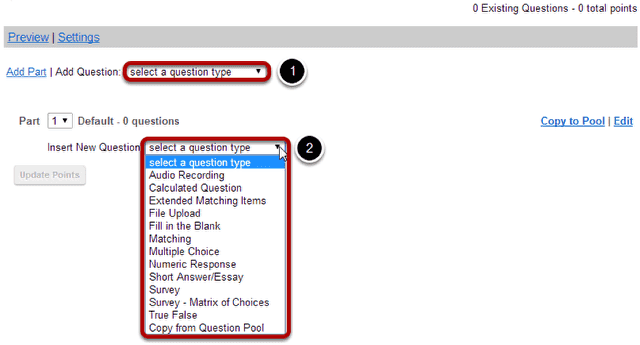 0 Existing Questions - 0 total points
Preview | Settings
Add Part | Add Question: select a question type 1
Part 1 Default - 0 questions Copy to Pool | Edit
Insert New Question select a question type 2
select a question type
Update Points
Audio Recording
Calculated Question
Extended Matching Items
File Upload
Fill in the Blank
Matching
Multiple Choice
Numeric Response
Short Answer/Essay
Survey
Survey - Matrix of Choices
True False
Copy from Question Pool